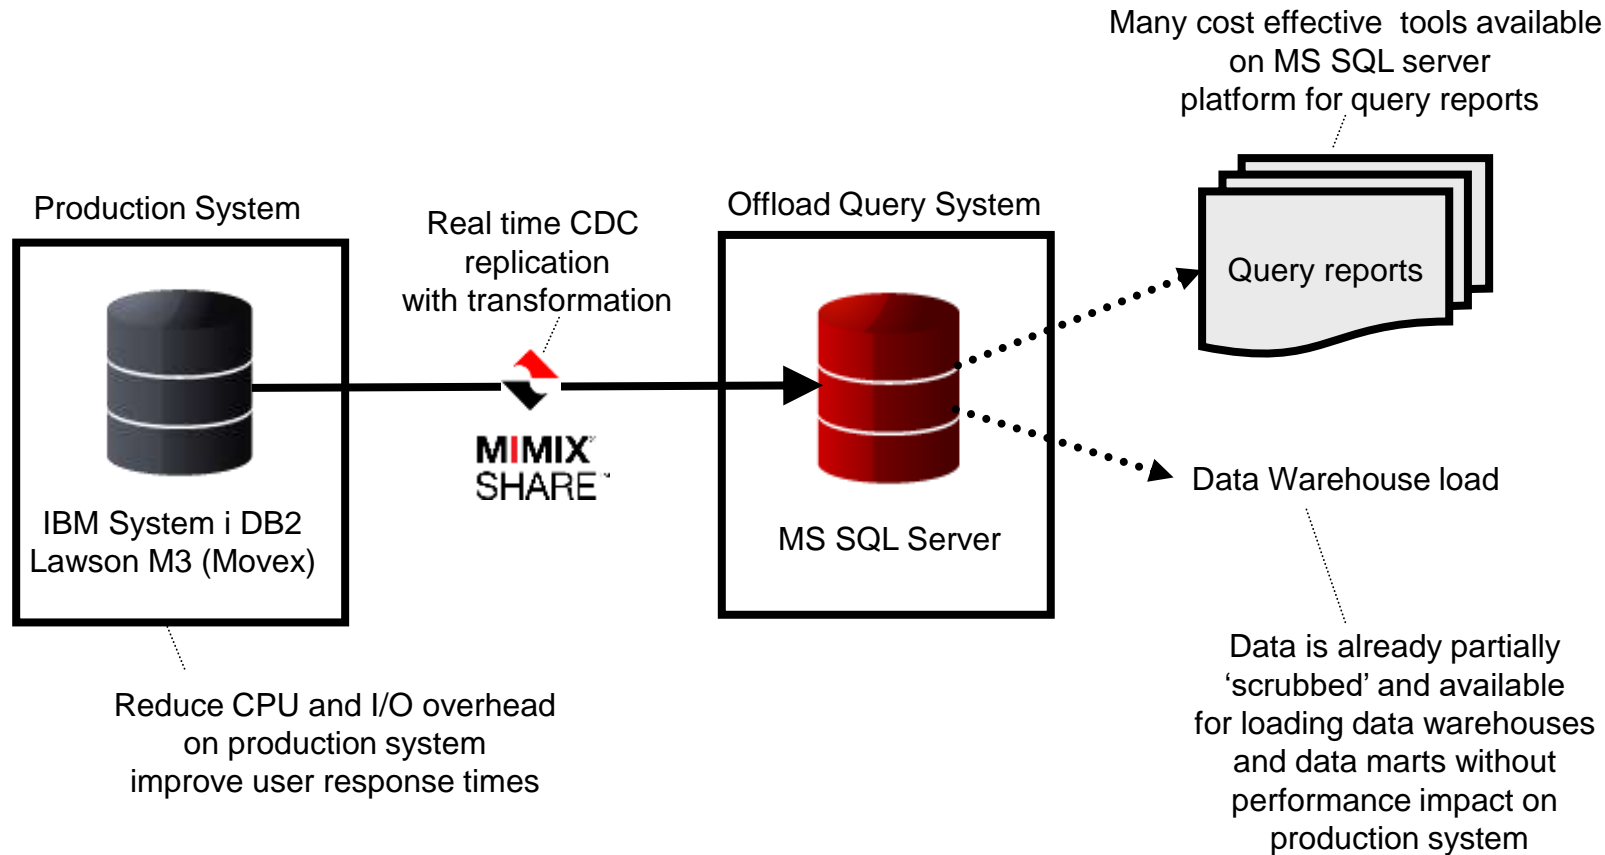 Many cost effective  tools available
on MS SQL server
platform for query reports
Production System
Real time CDC
replication
with transformation
Offload Query System
Query reports
MIMIX™
SHARE™
Data Warehouse load
IBM System i DB2
Lawson M3 (Movex)
MS SQL Server
Reduce CPU and I/O overhead
on production system
improve user response times
Data is already partially
‘scrubbed’ and available
for loading data warehouses
and data marts without
performance impact on
production system